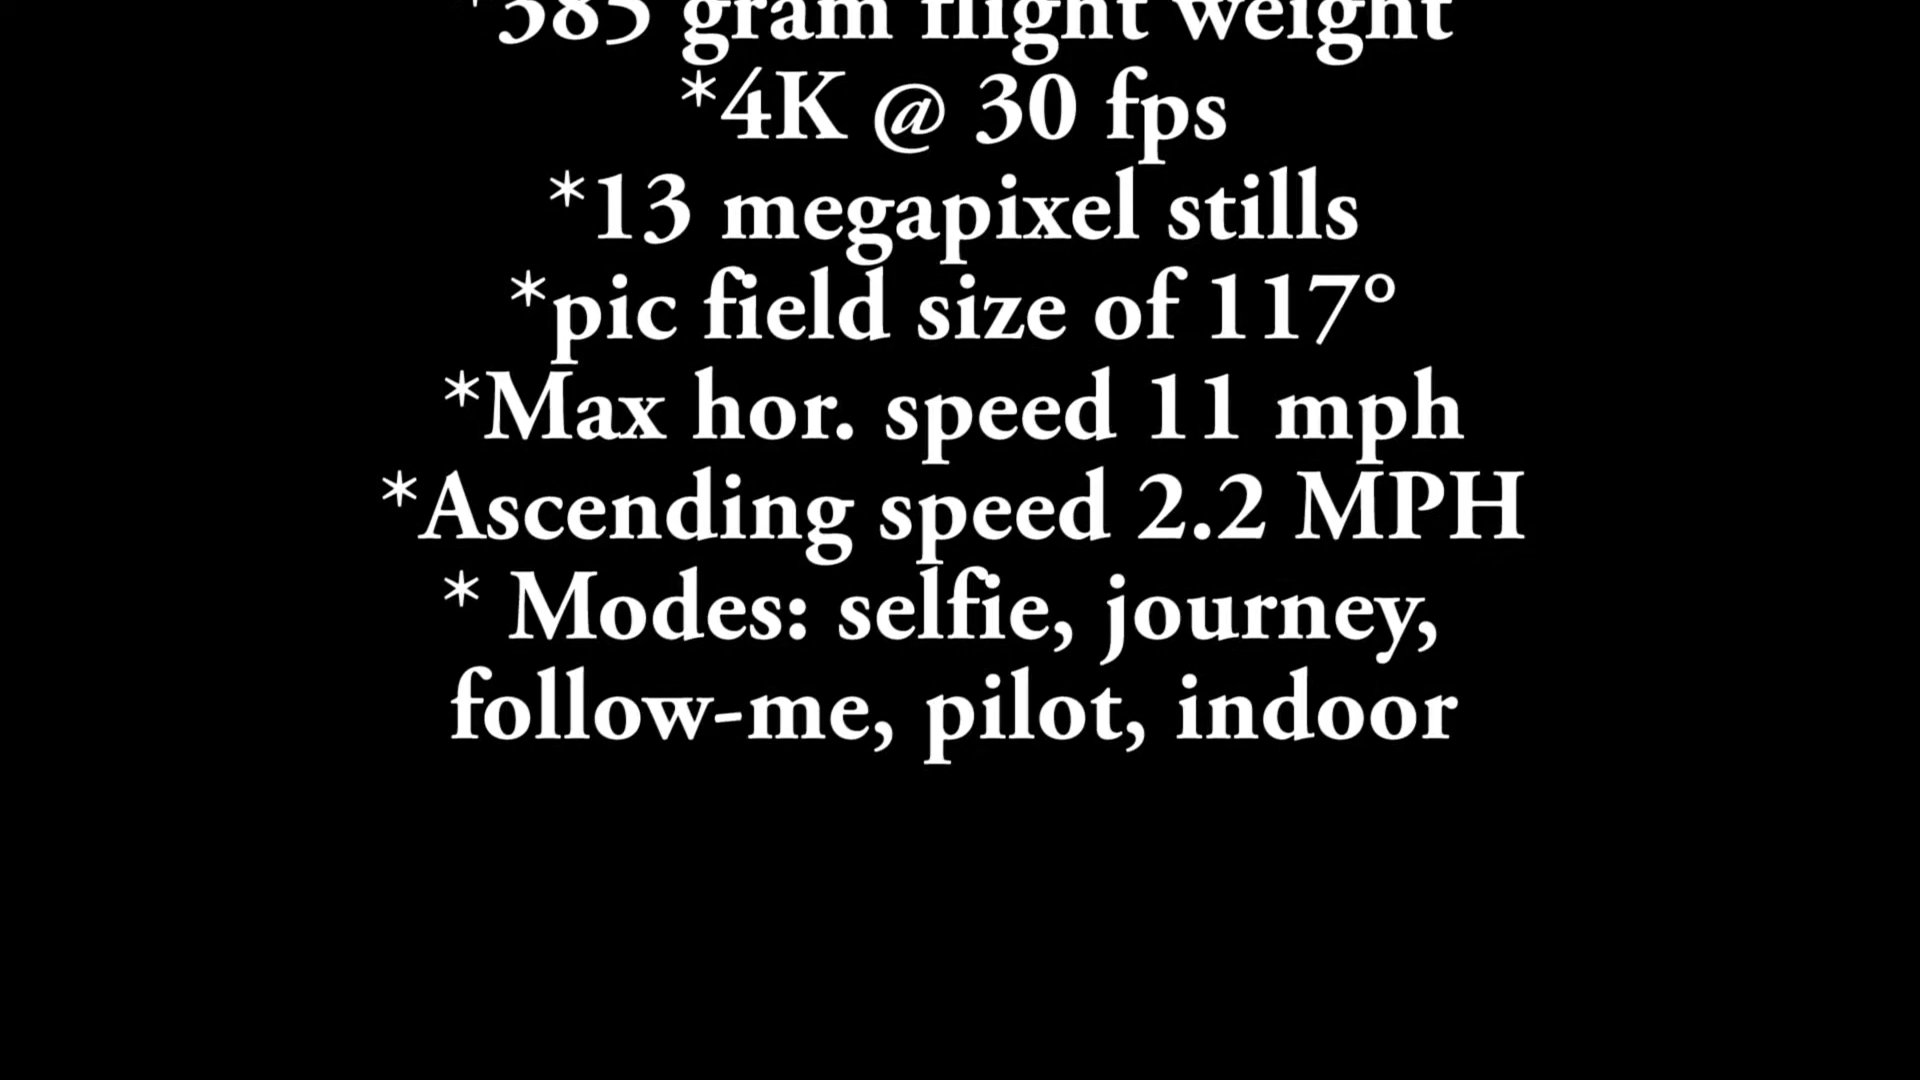 *385 gram flight weight
*4K @ 30 fps
*13 megapixel stills
*pic field size of 117°
*Max hor. speed 11 mph
*Ascending speed 2.2 MPH
* Modes: selfie, journey,
follow-me, pilot, indoor